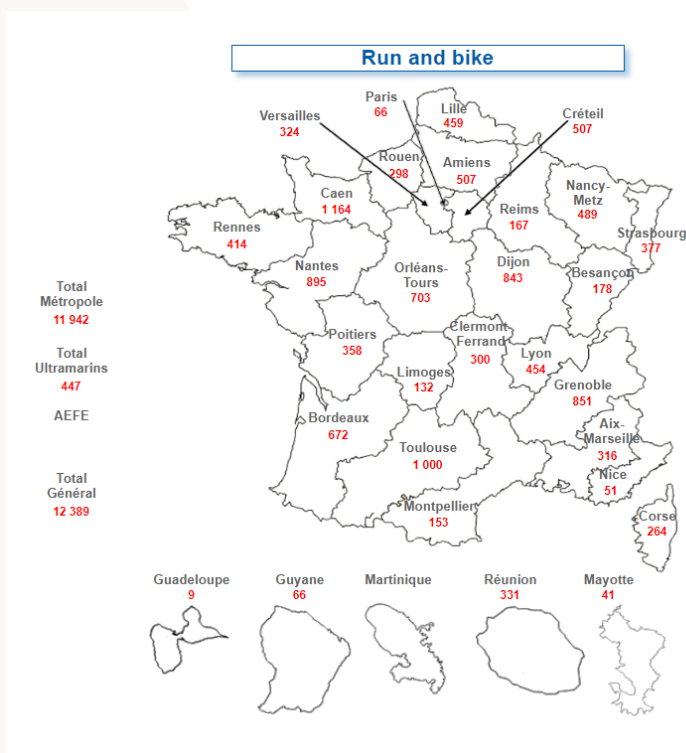 Run and bike
Paris
66
Lille
459
Versailles
324
Créteil
507
Rouen
298
Amiens
507
Caen
1 164
Nancy-
Metz
489
Reims
167
Rennes
414
Strasbourg
377
Nantes
895
Orléans-
Tours
703
Dijon
843
Besançon
178
Total
Métropole
11 942
Poitiers
358
Clermont
Ferrand
300
Lyon
454
Total
Ultramarins
447
Limoges
132
Grenoble
851
AEFE
Bordeaux
672
Aix-
Marseille
316
Toulouse
1 000
Nice
51
Total
Général
12 389
Montpellier
153
Corse
264
Guadeloupe
9
Guyane
66
Martinique
Réunion
331
Mayotte
41